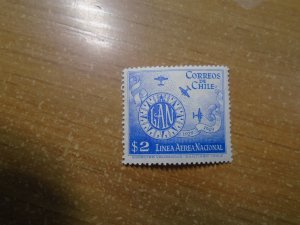 CORREOS
DE CHILE
LAN
$2 LINEA AEREA NACIONAL